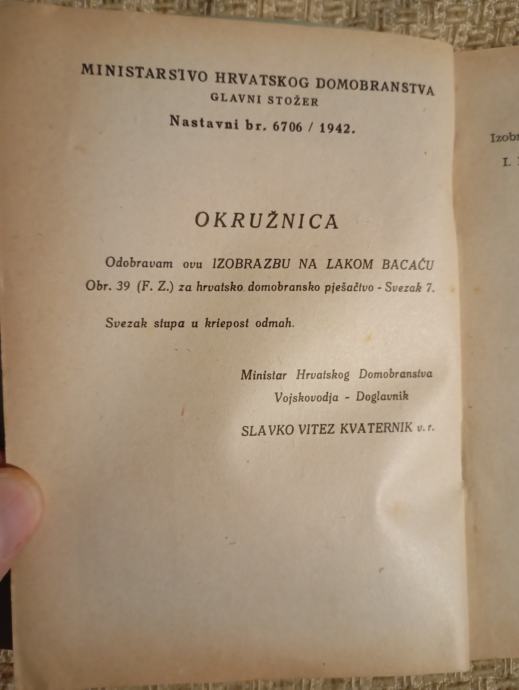 MINISTARSTVO HRVATSKOG DOMOBRANSTVA
GLAVNI STOŽER
Nastavni br. 6706 / 1942.
OKRUŽNICA
Odobravam ovu IZOBRAZBU NA LAKOM BACAČU
Obr. 39 (F. Z.) za hrvatsko domobransko pješačtvo - Svezak 7.
Svezak stupa u kriepost odmah.
Ministar Hrvatskog Domobranstva
Vojskovodja - Doglavnik
SLAVKO VITEZ KVATERNIK v. r.
I.